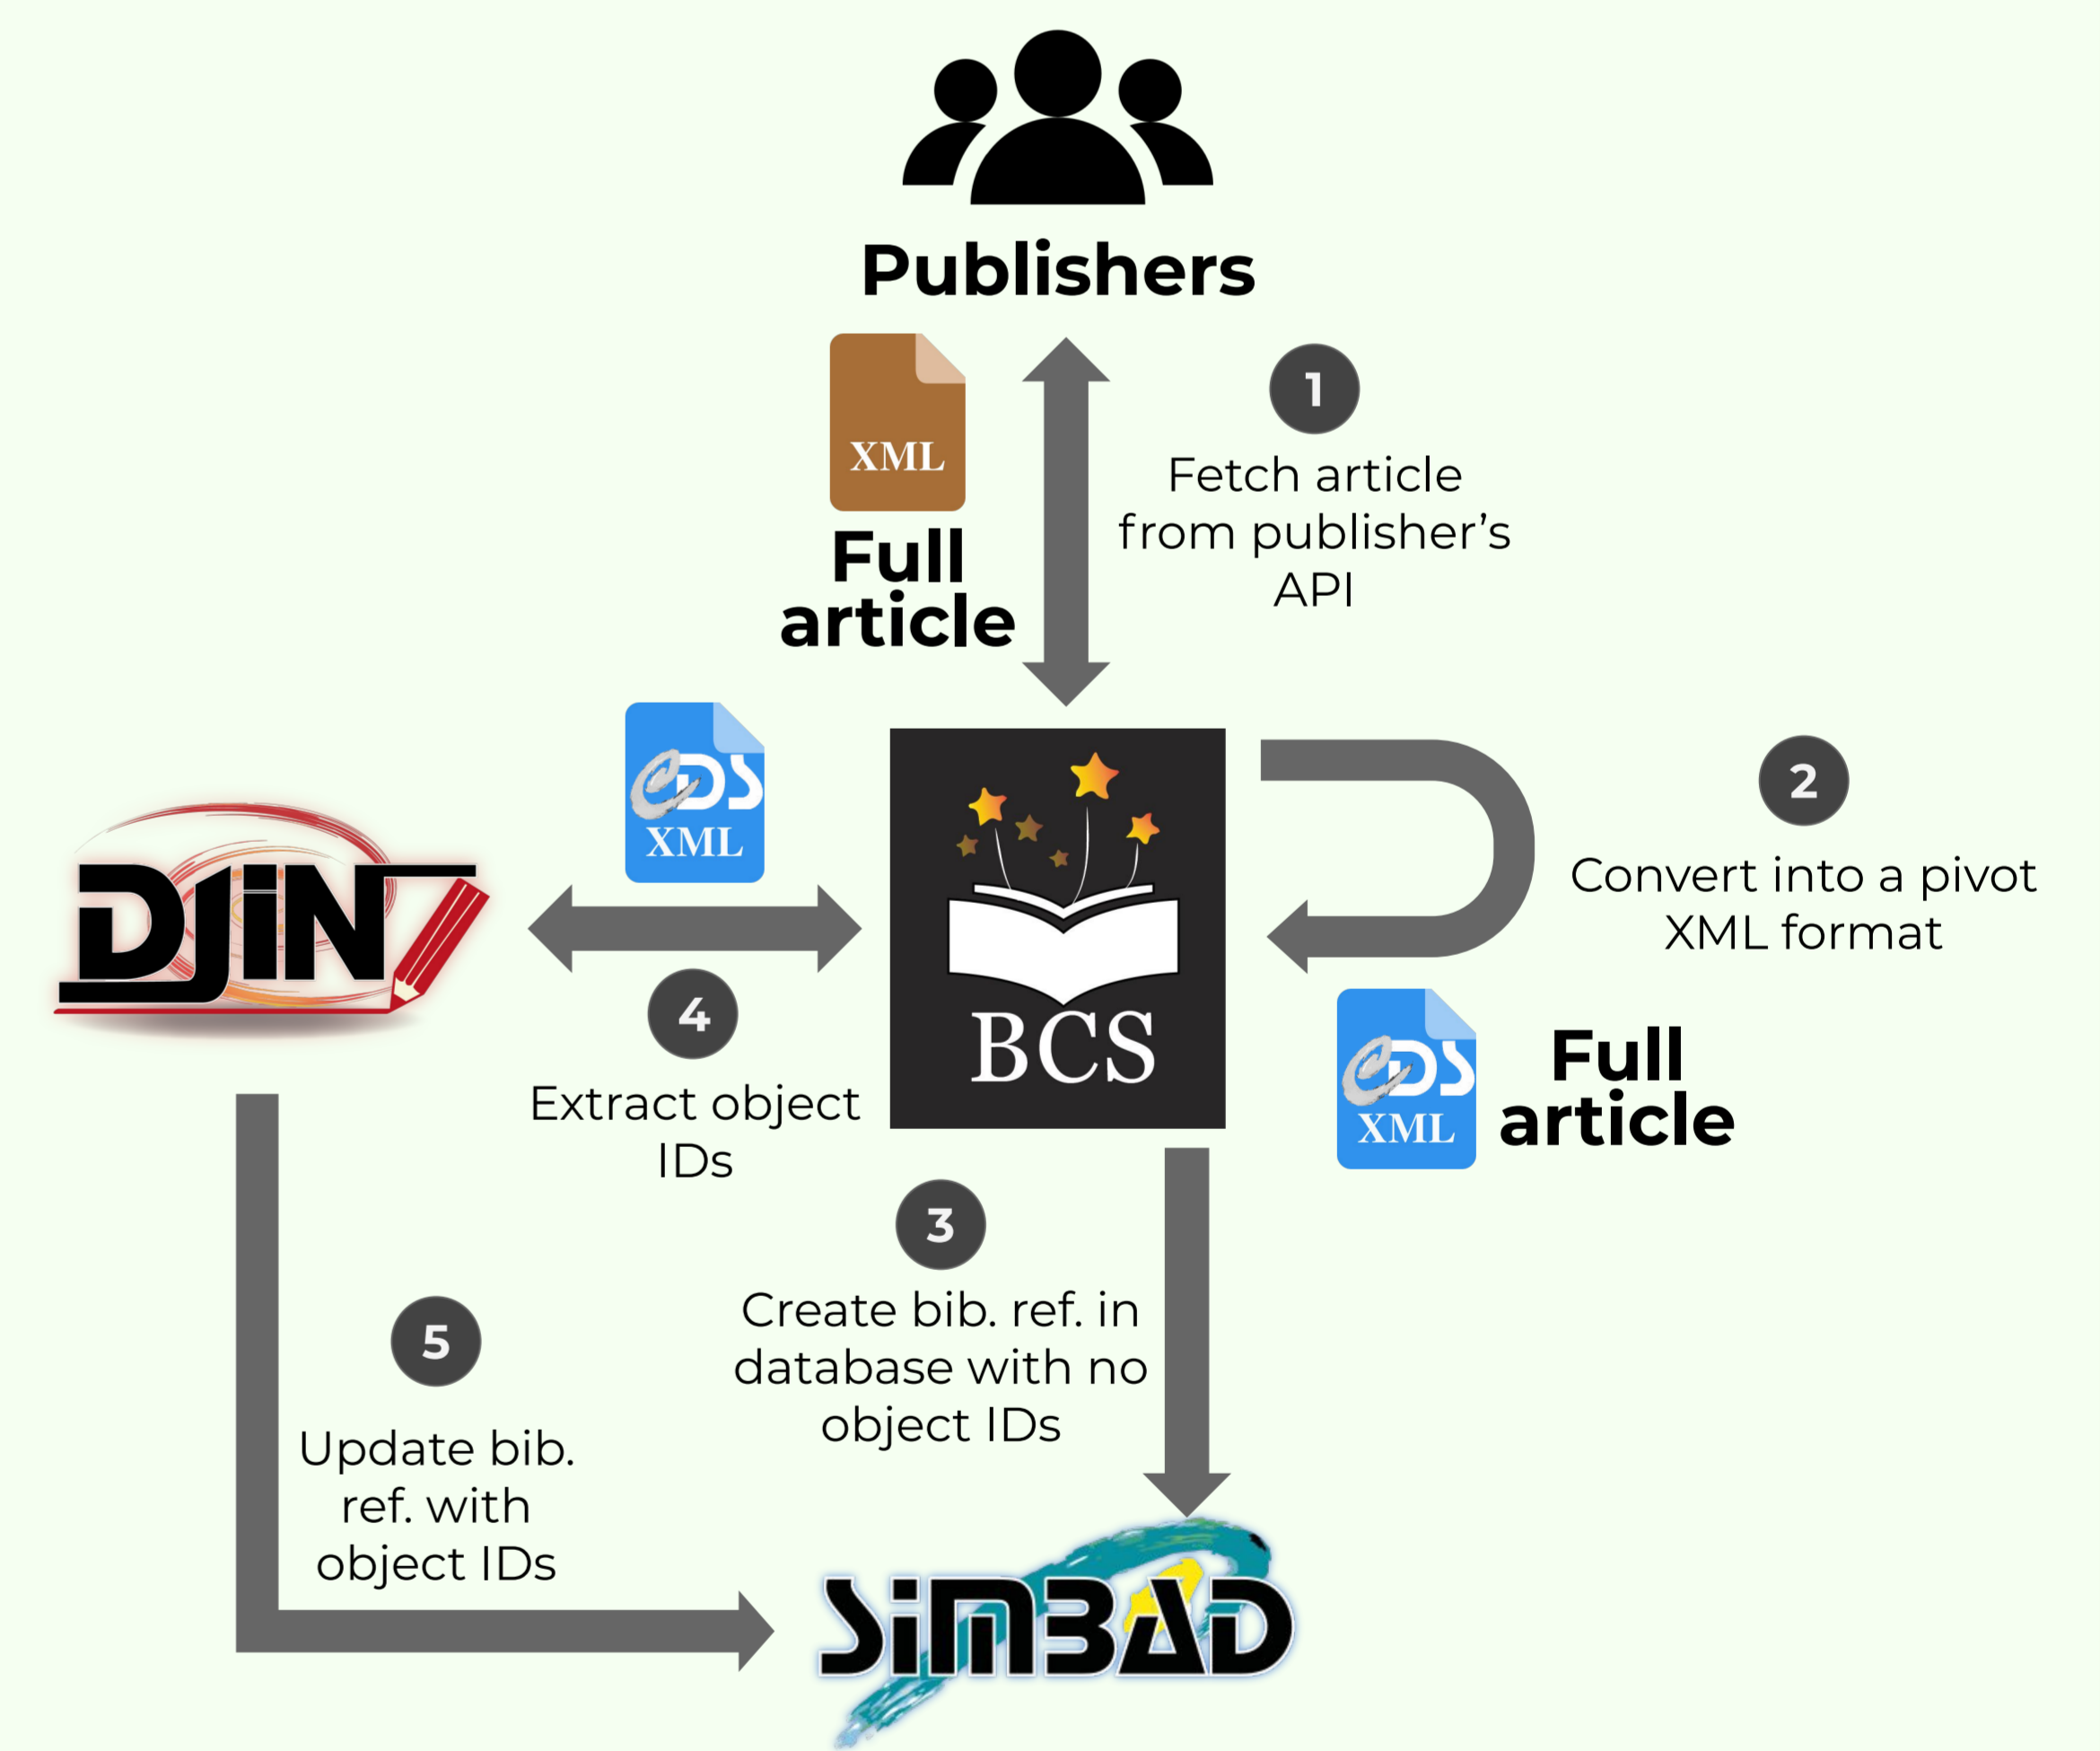 Publishers
XML
Full
article
1
Fetch article
from publisher's
API
CDS
XML
DJiN
BCS
2
Convert into a pivot
XML format
CDS
XML
Full
article
4
Extract object
IDs
3
Create bib. ref. in
database with no
object IDs
5
Update bib.
ref. with
object IDs
SiMBAD